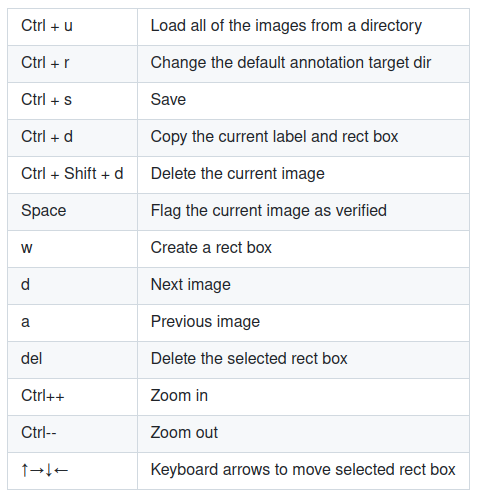 Ctrl + u Load all of the images from a directory
Ctrl + r Change the default annotation target dir
Ctrl + s Save
Ctrl + d Copy the current label and rect box
Ctrl + Shift + d Delete the current image
Space Flag the current image as verified
w Create a rect box
d Next image
a Previous image
del Delete the selected rect box
Ctrl++ Zoom in
Ctrl-- Zoom out
↑→↓← Keyboard arrows to move selected rect box